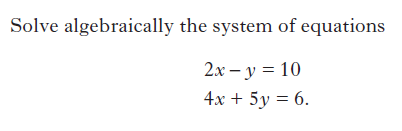 Solve algebraically the system of equations
2x – y = 10
4x + 5y = 6.